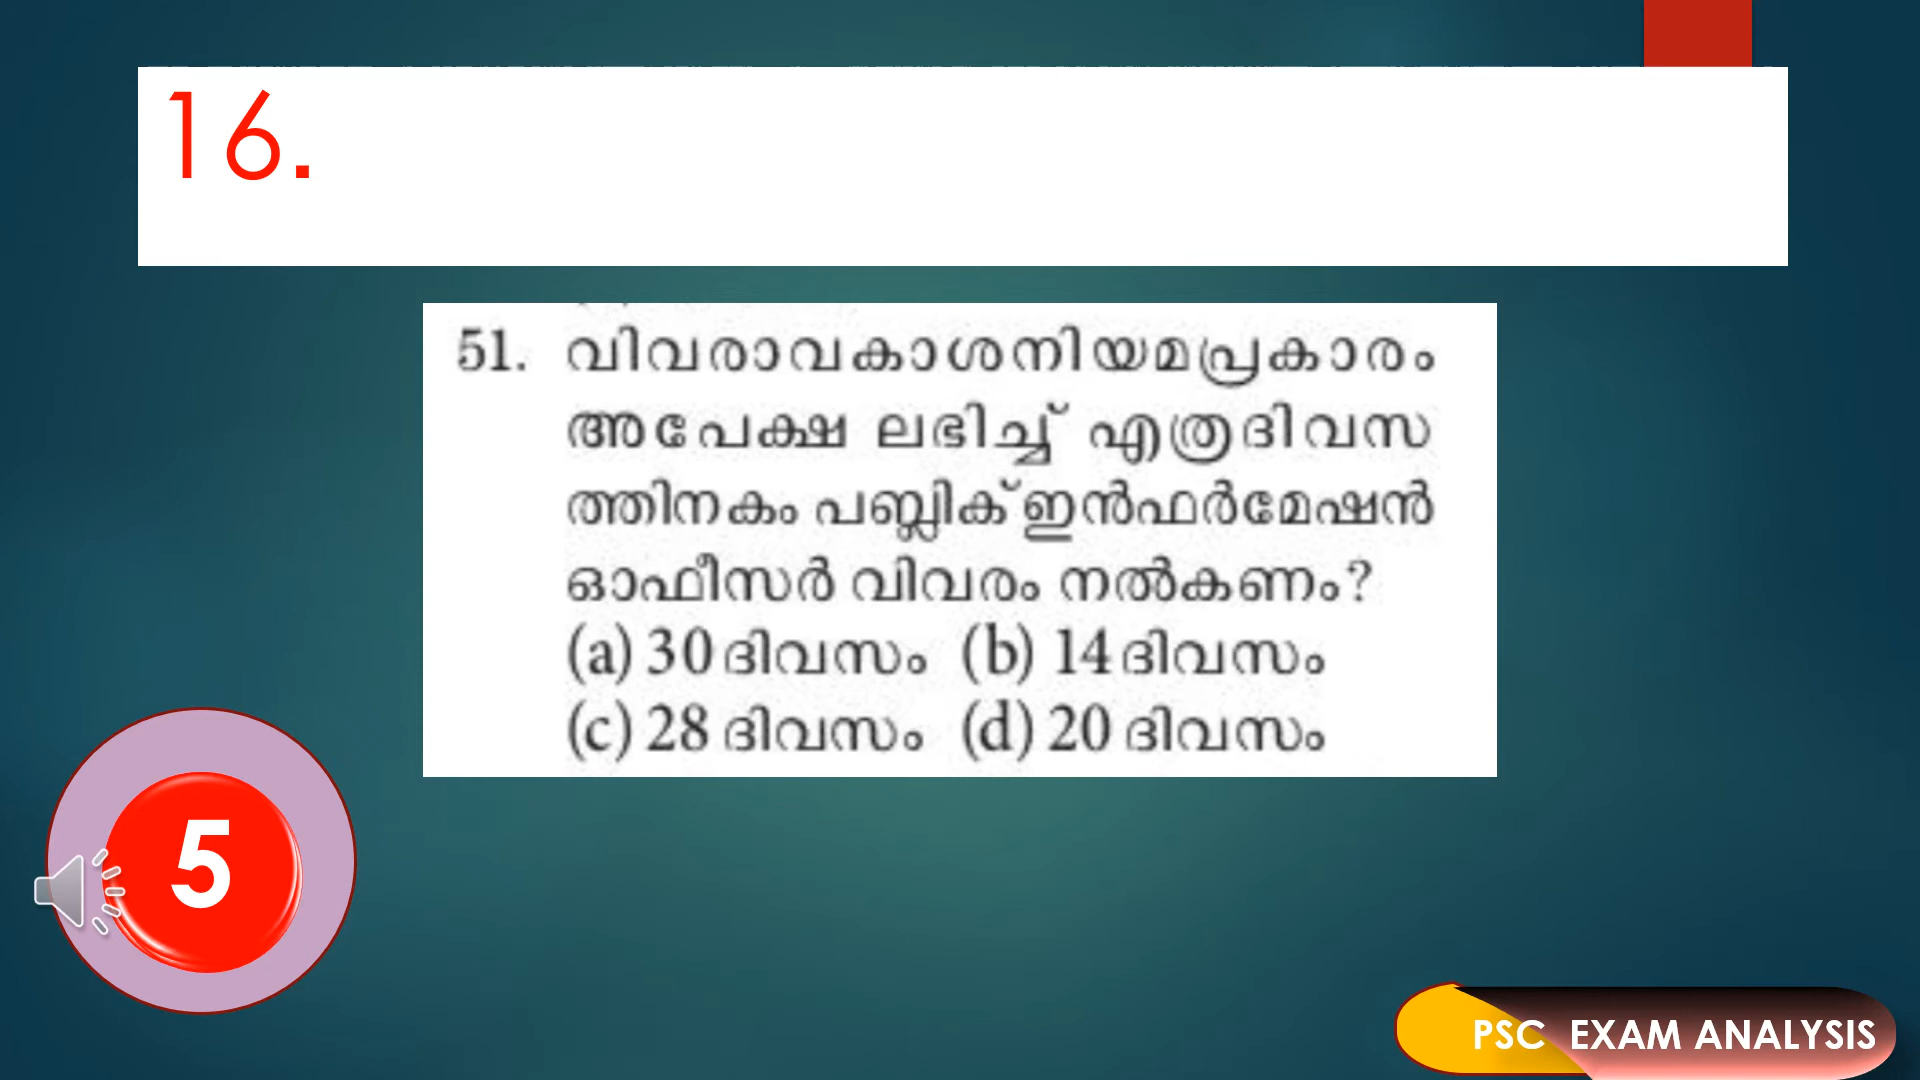 16.
51. വിവരാവകാശനിയമപ്രകാരം
അപേക്ഷ ലഭിച്ച് എത്രദിവസ
ത്തിനകം പബ്ലിക് ഇൻഫർമേഷൻ
ഓഫീസർ വിവരം നൽകണം?
(a) 30 ദിവസം (b) 14 ദിവസം
(c) 28 ദിവസം (d) 20 ദിവസം
5
PSC EXAM ANALYSIS